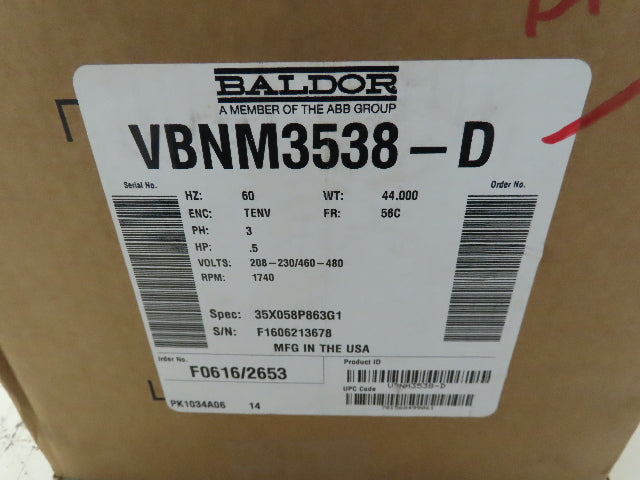 BALDOR
A MEMBER OF THE ABB GROUP
VBNM3538-D
Serial No.
Order No.
HZ: 60 WT: 44.000
ENC: TENV FR: 56C
PH: 3
HP: .5
VOLTS: 208-230/460-480
RPM: 1740
Spec: 35X058P863G1
S/N: F1606213678
MFG IN THE USA
Order No.
F0616/2653
Product ID
VBNM3538-D
UPC Code
PK1034A06 14